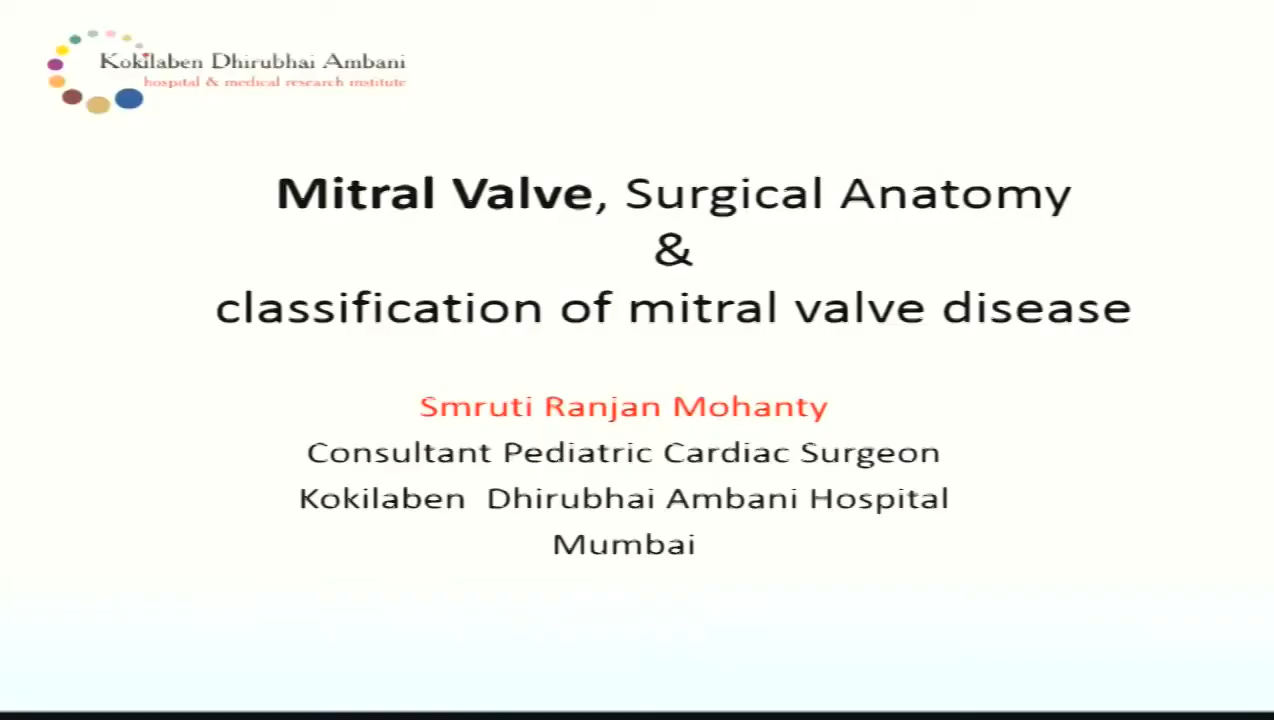 Kokilaben Dhirubhai Ambani
hospital & medical research institute
Mitral Valve, Surgical Anatomy
&
classification of mitral valve disease
Smruti Ranjan Mohanty
Consultant Pediatric Cardiac Surgeon
Kokilaben Dhirubhai Ambani Hospital
Mumbai